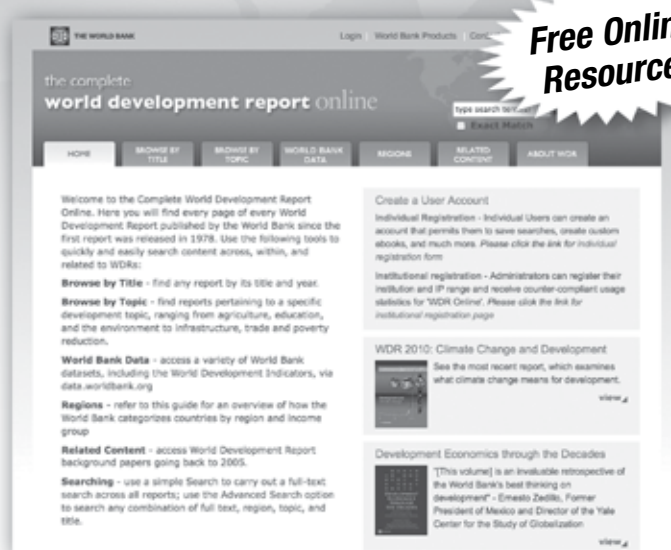 THE WORLD BANK
Login | World Bank Products |
Free Onlin
Resource
the complete
world development report online
type search
Exact Match
HOME
BROWSE BY
TITLE
BROWSE BY
TOPIC
WORLD BANK
DATA
REGIONS
RELATED
CONTENT
ABOUT WDR
Welcome to the Complete World Development Report
Online. Here you will find every page of every World
Development Report published by the World Bank since the
first report was released in 1978. Use the following tools to
quickly and easily search content across, within, and
related to WDRs:
Browse by Title - find any report by its title and year.
Browse by Topic - find reports pertaining to a specific
development topic, ranging from agriculture, education,
and the environment to infrastructure, trade and poverty
reduction.
World Bank Data - access a variety of World Bank
datasets, including the World Development Indicators, via
data.worldbank.org
Regions - refer to this guide for an overview of how the
World Bank categorizes countries by region and income
group
Related Content - access World Development Report
background papers going back to 2005.
Searching - use a simple Search to carry out a full-text
search across all reports; use the Advanced Search option
to search any combination of full text, region, topic, and
title.
Create a User Account
Individual Registration - Individual Users can create an
account that permits them to save searches, create custom
ebooks, and much more. Please click the link for individual
registration form
Institutional registration - Administrators can register their
institution and IP range and receive counter-compliant usage
statistics for 'WDR Online'. Please click the link for
institutional registration page
WDR 2010: Climate Change and Development
See the most recent report, which examines
what climate change means for development.
view
Development Economics through the Decades
"[This volume] is an invaluable retrospective of
the World Bank's best thinking on
development" - Ernesto Zedillo, Former
President of Mexico and Director of the Yale
Center for the Study of Globalization
view